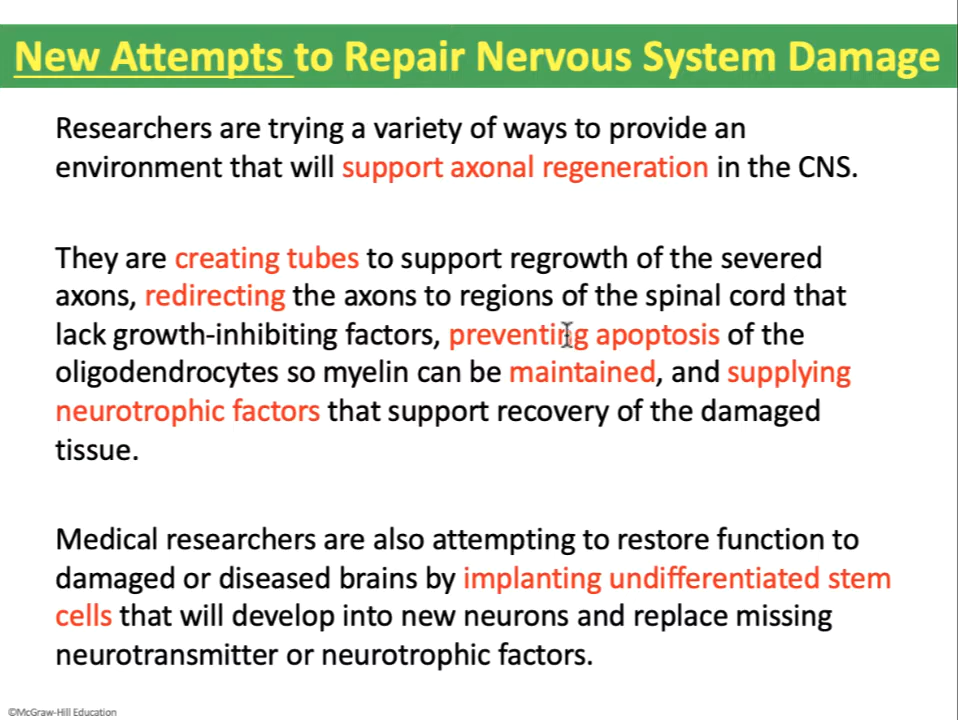 New Attempts to Repair Nervous System Damage
Researchers are trying a variety of ways to provide an
environment that will support axonal regeneration in the CNS.
They are creating tubes to support regrowth of the severed
axons, redirecting the axons to regions of the spinal cord that
lack growth-inhibiting factors, preventing apoptosis of the
oligodendrocytes so myelin can be maintained, and supplying
neurotrophic factors that support recovery of the damaged
tissue.
Medical researchers are also attempting to restore function to
damaged or diseased brains by implanting undifferentiated stem
cells that will develop into new neurons and replace missing
neurotransmitter or neurotrophic factors.
©McGraw-Hill Education